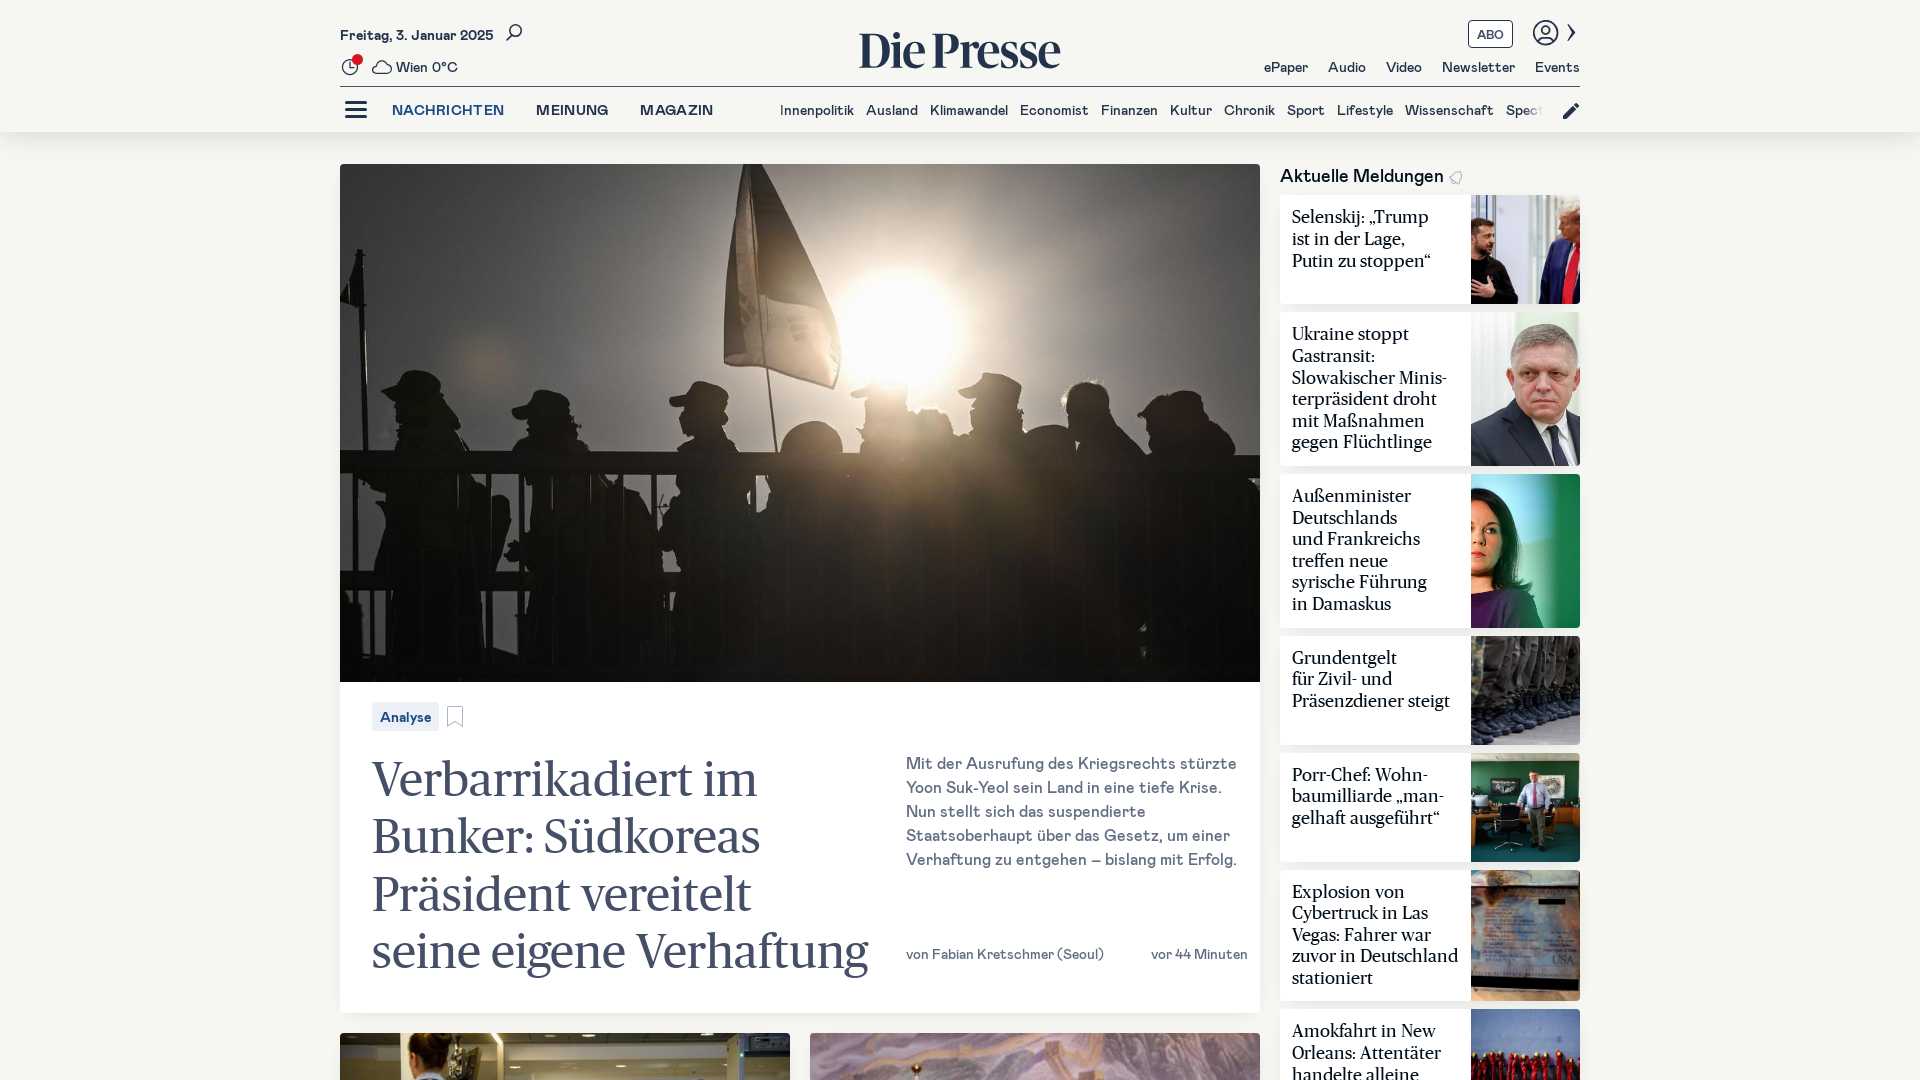 Freitag, 3. Januar 2025
Wien 0°C
Die Presse
ABO
ePaper Audio Video Newsletter Events
NACHRICHTEN MEINUNG MAGAZIN
Innenpolitik Ausland Klimawandel Economist Finanzen Kultur Chronik Sport Lifestyle Wissenschaft Spect
Analyse
Verbarrikadiert im
Bunker: Südkoreas
Präsident vereitelt
seine eigene Verhaftung
Mit der Ausrufung des Kriegsrechts stürzte
Yoon Suk-Yeol sein Land in eine tiefe Krise.
Nun stellt sich das suspendierte
Staatsoberhaupt über das Gesetz, um einer
Verhaftung zu entgehen – bislang mit Erfolg.
von Fabian Kretschmer (Seoul)
vor 44 Minuten
Aktuelle Meldungen
Selenskij: „Trump
ist in der Lage,
Putin zu stoppen“
Ukraine stoppt
Gastransit:
Slowakischer Minis-
terpräsident droht
mit Maßnahmen
gegen Flüchtlinge
Außenminister
Deutschlands
und Frankreichs
treffen neue
syrische Führung
in Damaskus
Grundentgelt
für Zivil- und
Präsenzdiener steigt
Porr-Chef: Wohn-
baumilliarde „man-
gelhaft ausgeführt“
Explosion von
Cybertruck in Las
Vegas: Fahrer war
zuvor in Deutschland
stationiert
USA
Amokfahrt in New
Orleans: Attentäter
handelte alleine